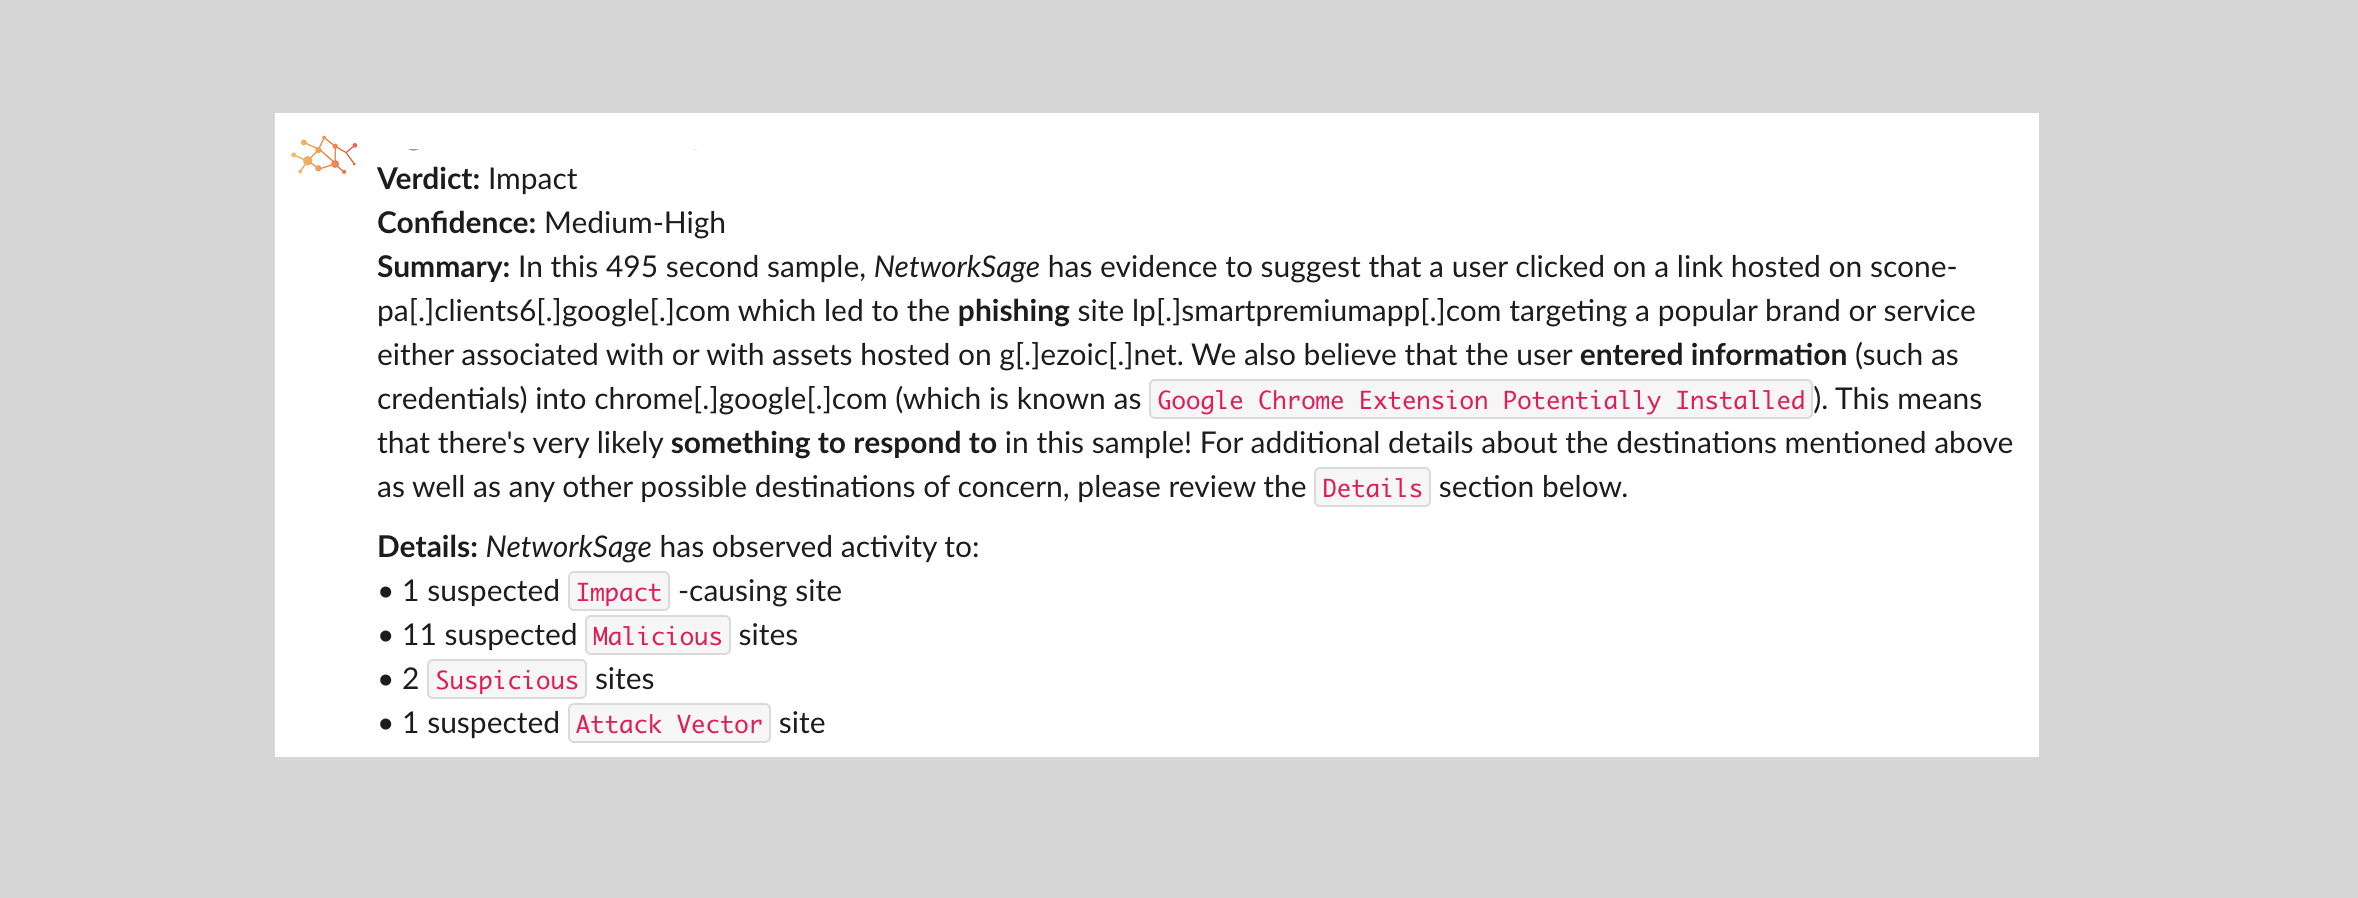 Verdict: Impact
Confidence: Medium-High
Summary: In this 495 second sample, NetworkSage has evidence to suggest that a user clicked on a link hosted on scone-
pa[.]clients6[.]google[.]com which led to the phishing site lp[.]smartpremiumapp[.]com targeting a popular brand or service
either associated with or with assets hosted on g[.]ezoic[.]net. We also believe that the user entered information (such as
credentials) into chrome[.]google[.]com (which is known as Google Chrome Extension Potentially Installed). This means
that there's very likely something to respond to in this sample! For additional details about the destinations mentioned above
as well as any other possible destinations of concern, please review the Details section below.
Details: NetworkSage has observed activity to:
• 1 suspected Impact -causing site
• 11 suspected Malicious sites
• 2 Suspicious sites
• 1 suspected Attack Vector site